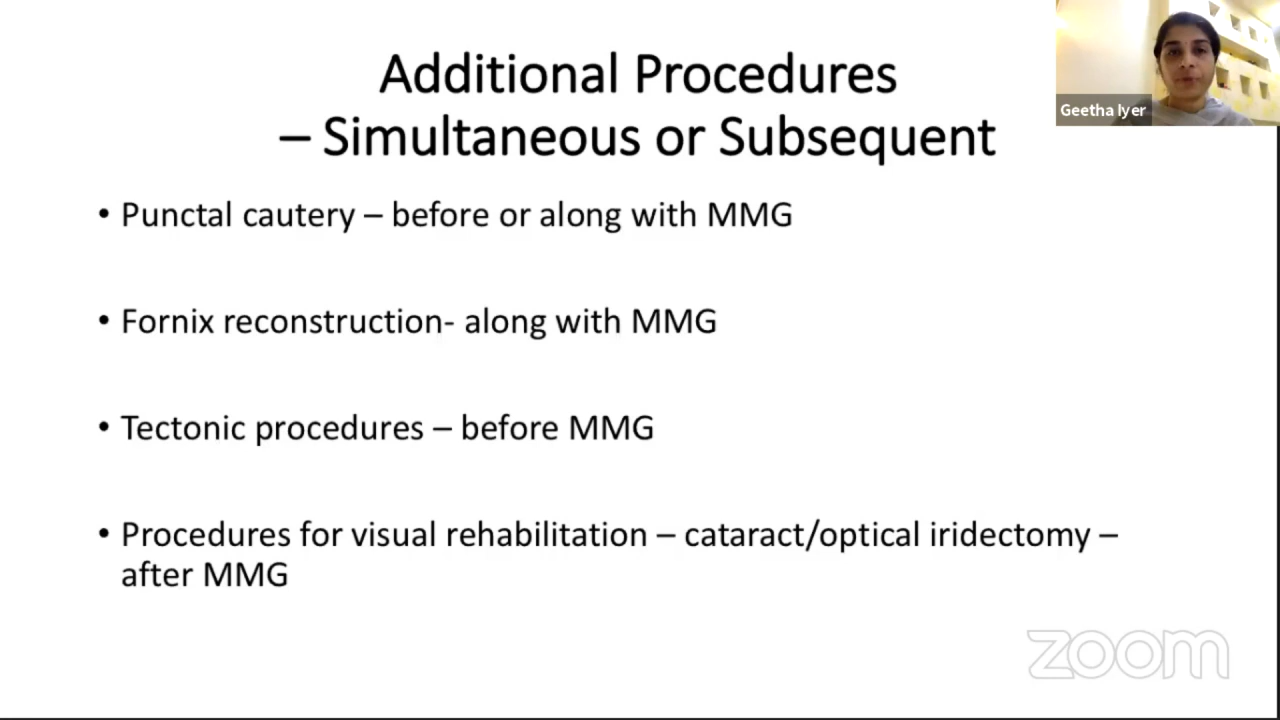 Additional Procedures
– Simultaneous or Subsequent
Geetha Iyer
• Punctal cautery – before or along with MMG
• Fornix reconstruction- along with MMG
• Tectonic procedures – before MMG
• Procedures for visual rehabilitation – cataract/optical iridectomy –
after MMG
zoom